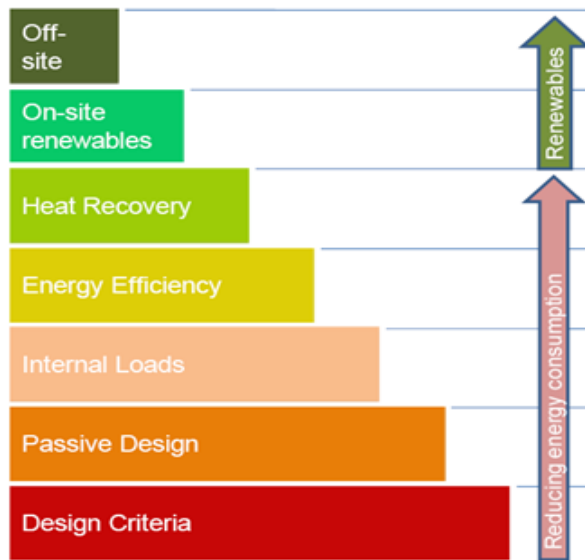 Off-
site
On-site
renewables
Heat Recovery
Energy Efficiency
Internal Loads
Passive Design
Design Criteria
Renewables
Reducing energy consumption